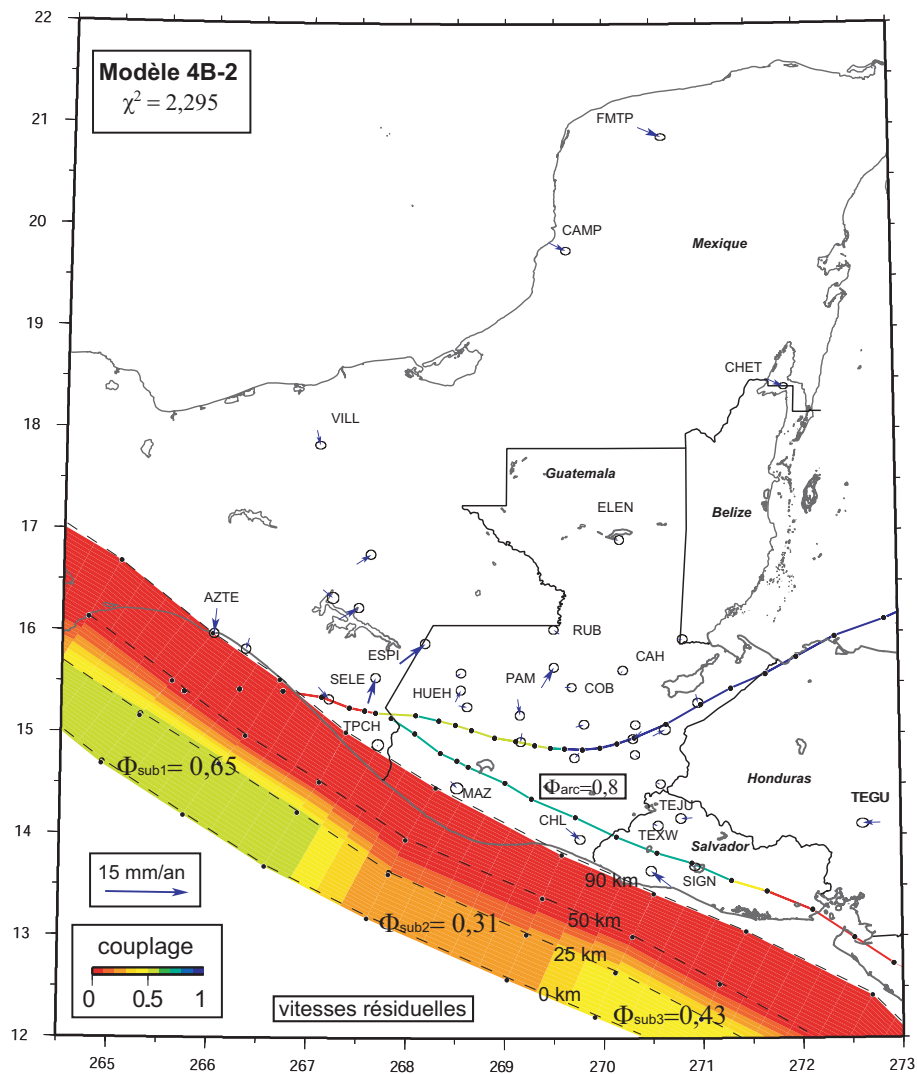 22
21
20
19
18
17
16
15
14
13
12
Modèle 4B-2
χ² = 2,295
FMTP
CAMP
Mexique
CHET
VILL
Guatemala
ELEN
Belize
AZTE
RUB
ESPI
CAH
SELE
PAM
HUEH
COB
TPCH
Φsub1= 0,65
Φarc=0,8
Honduras
MAZ
TEJU
TEGU
CHL
TEXW
Salvador
15 mm/an
SIGN
90 km
50 km
Φsub2= 0,31
25 km
couplage
0 0.5 1
0 km
vitesses résiduelles
Φsub3=0,43
265 266 267 268 269 270 271 272 273